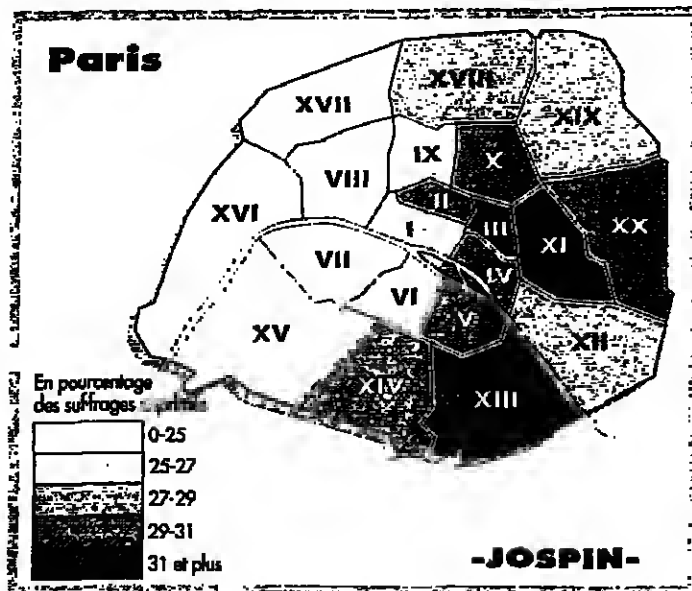 Paris
XVII
XVIII
XIX
IX
X
VIII
II
XVI
I
III
XX
XI
VII
IV
VI
V
XV
XII
XIV
XIII
En pourcentage
des suffrages
0-25
25-27
27-29
29-31
31 et plus
-JOSPIN-